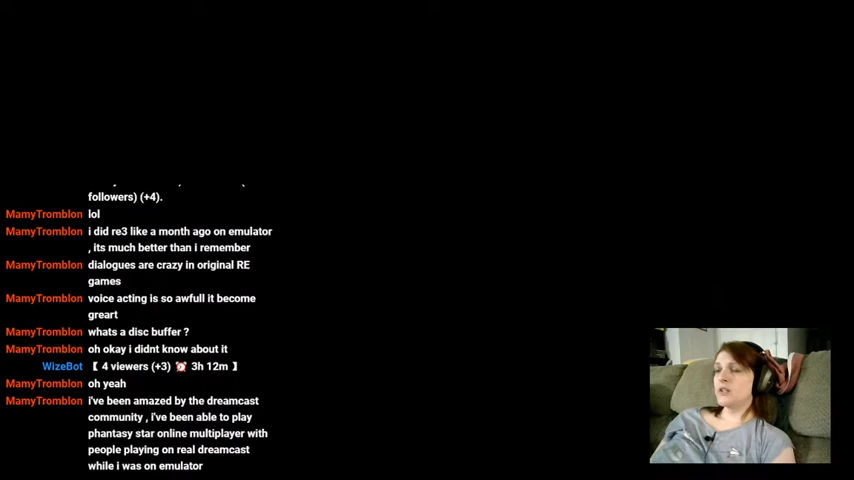 followers) (+4).
MamyTromblon lol
MamyTromblon i did re3 like a month ago on emulator
, its much better than i remember
MamyTromblon dialogues are crazy in original RE
games
MamyTromblon voice acting is so awfull it become
greart
MamyTromblon whats a disc buffer ?
MamyTromblon oh okay i didnt know about it
WizeBot 【 4 viewers (+3) ⏰ 3h 12m 】
MamyTromblon oh yeah
MamyTromblon i've been amazed by the dreamcast
community , i've been able to play
phantasy star online multiplayer with
people playing on real dreamcast
while i was on emulator